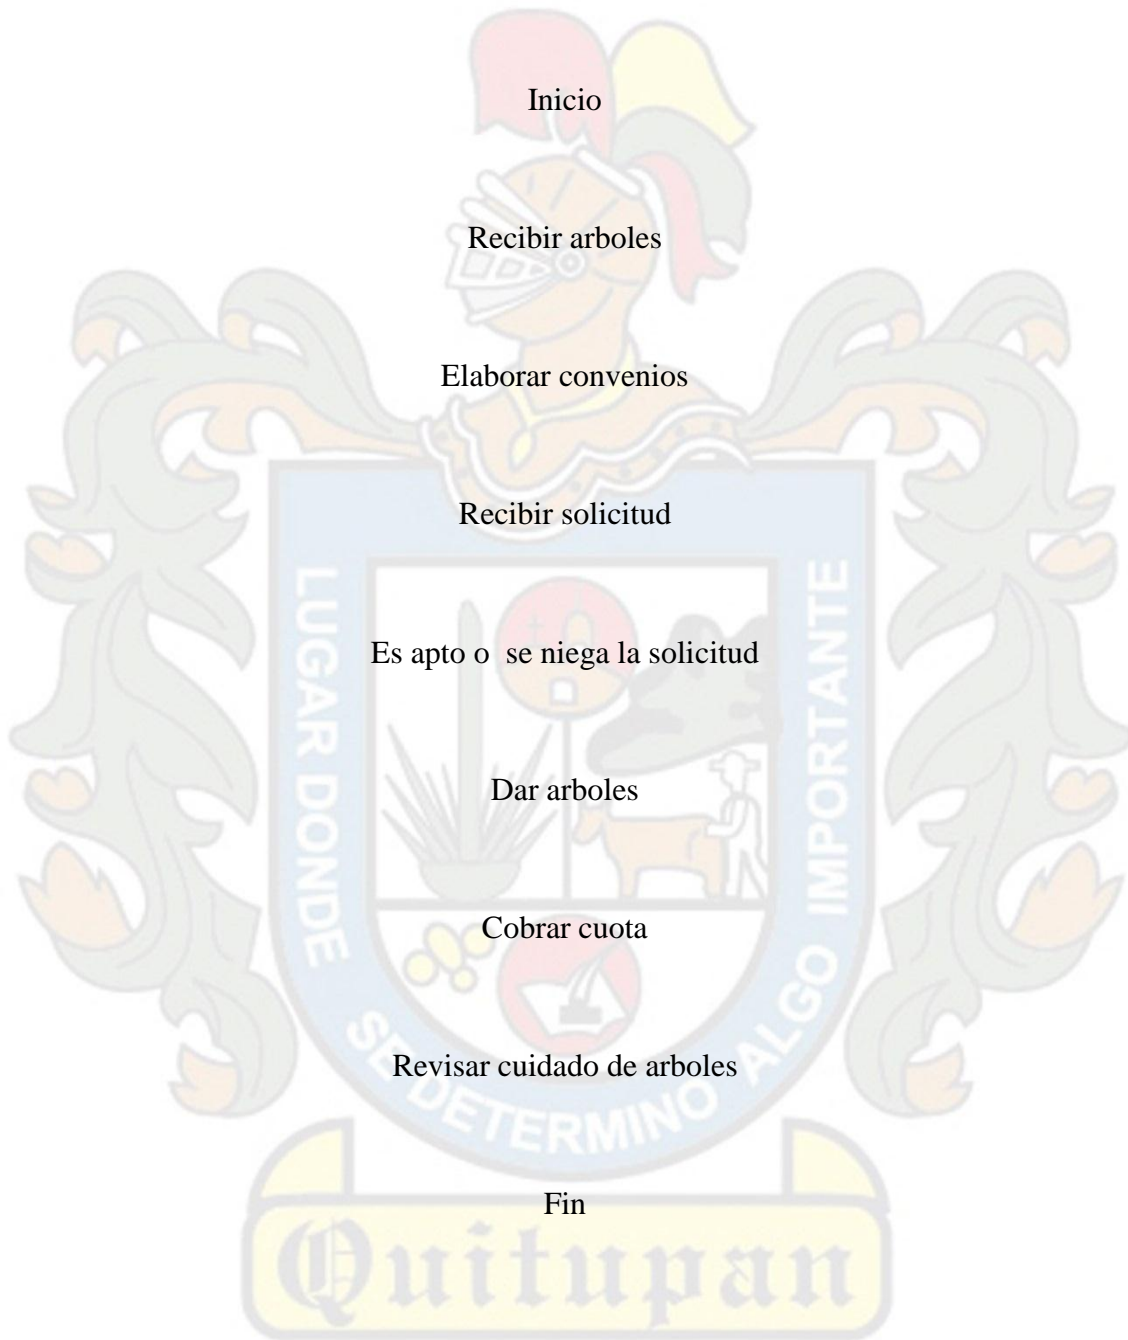 Inicio
Recibir arboles
Elaborar convenios
Recibir solicitud
Es apto o  se niega la solicitud
Dar arboles
Cobrar cuota
Revisar cuidado de arboles
Fin
LUGAR DONDE SE DETERMINO ALGO IMPORTANTE
Quitupan